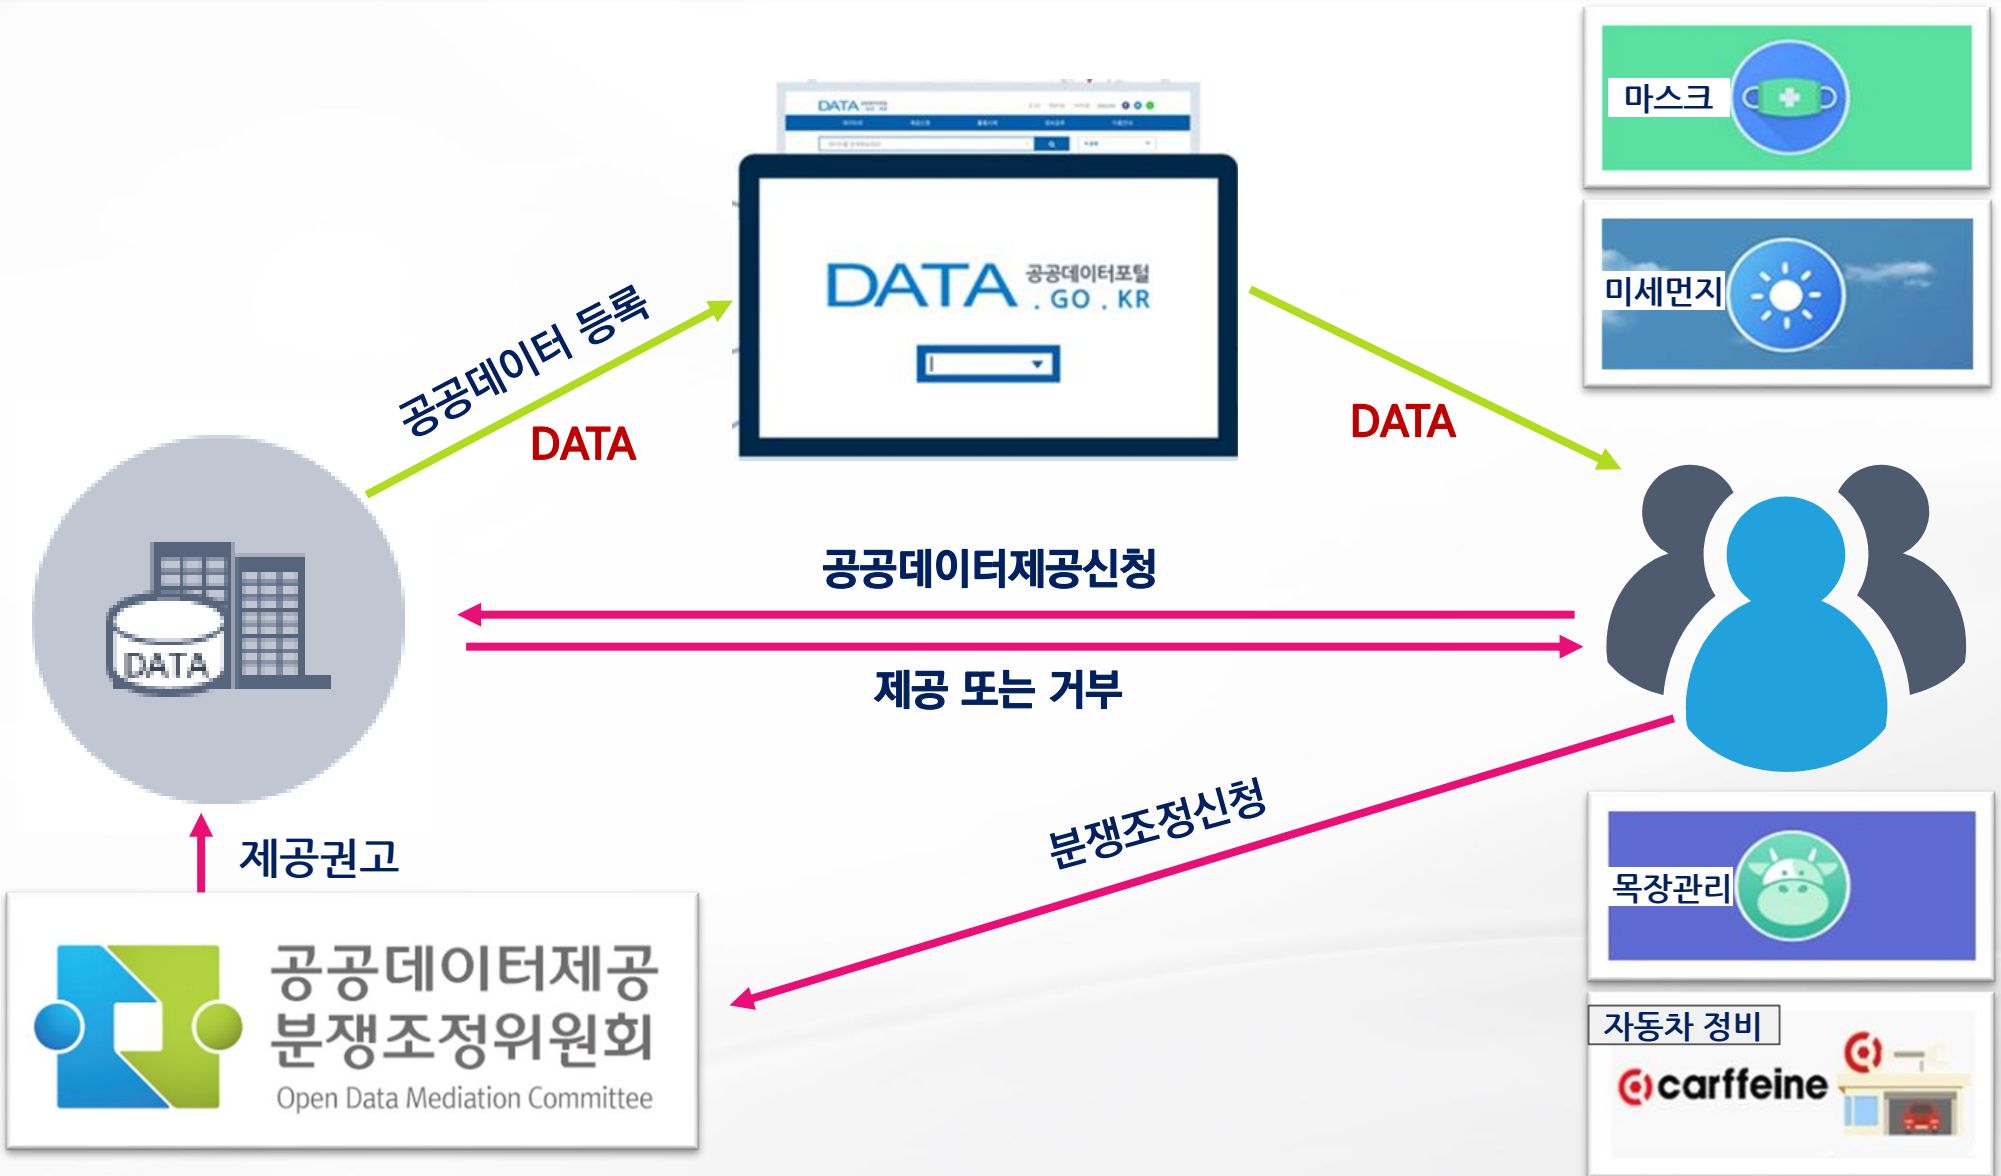 DATA
DATA 공공데이터포털
. GO . KR
마스크
미세먼지
공공데이터 등록
DATA
DATA
DATA
공공데이터제공신청
제공 또는 거부
분쟁조정신청
제공권고
공공데이터제공
분쟁조정위원회
Open Data Mediation Committee
목장관리
자동차 정비
carffeine